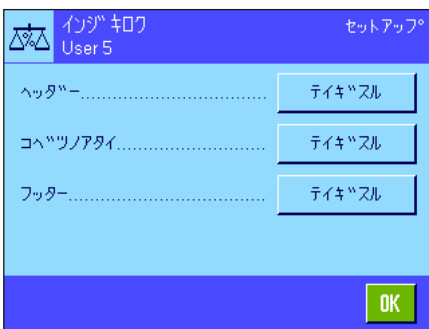 インジ゛キロク セットアップ°
User 5
ヘッダ゛ー................................ テイギ゛スル
コベ゛ツノアタイ.......................... テイギ゛スル
フッター.................................. テイギ゛スル
OK